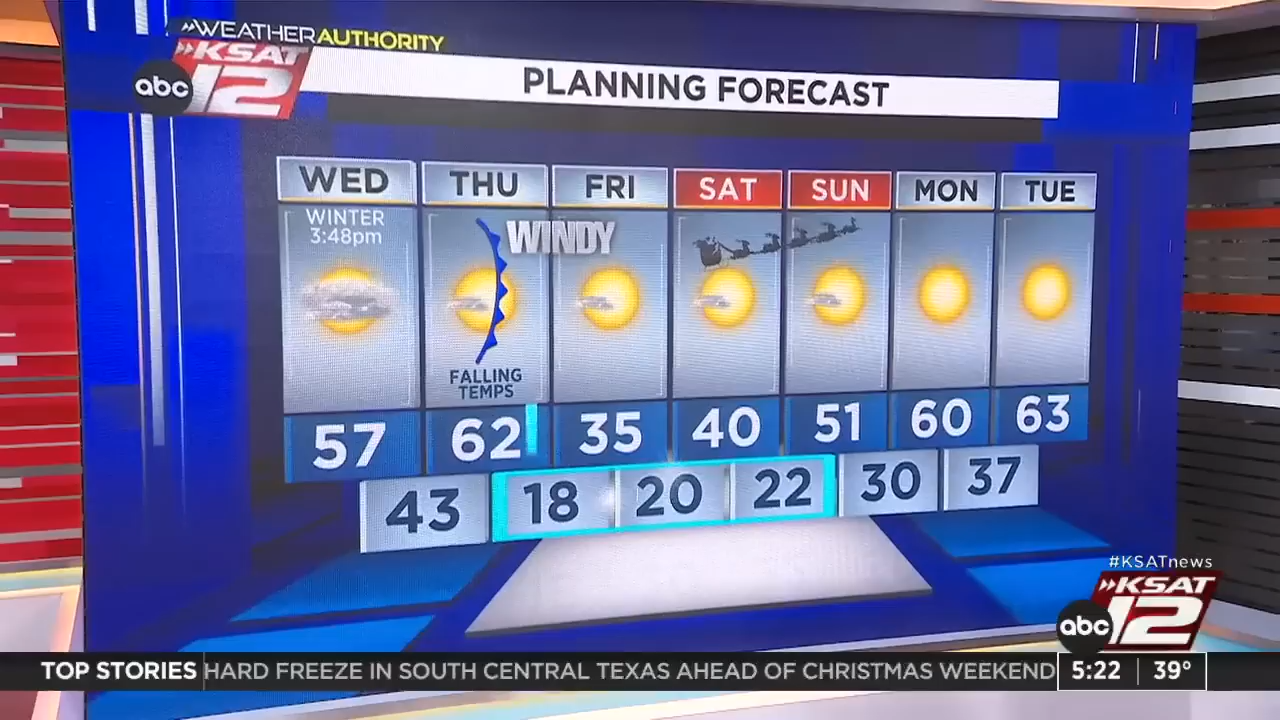 »WEATHERAUTHORITY
»KSAT
abc 12
PLANNING FORECAST
WED THU FRI SAT SUN MON TUE
WINTER
3:48pm
WINDY
FALLING
TEMPS
57 62 35 40 51 60 63
43 18 20 22 30 37
#KSATnews
»KSAT
abc 12
TOP STORIES HARD FREEZE IN SOUTH CENTRAL TEXAS AHEAD OF CHRISTMAS WEEKEND 5:22 39°